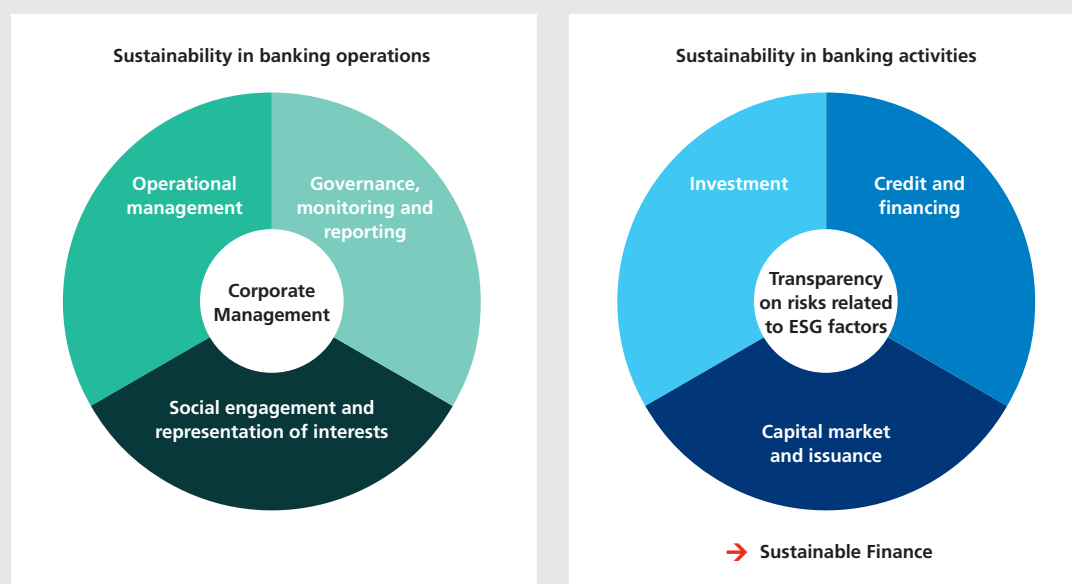 Sustainability in banking operations
Operational
management
Governance,
monitoring and
reporting
Corporate
Management
Social engagement and
representation of interests
Sustainability in banking activities
Investment
Credit and
financing
Transparency
on risks related
to ESG factors
Capital market
and issuance
Sustainable Finance